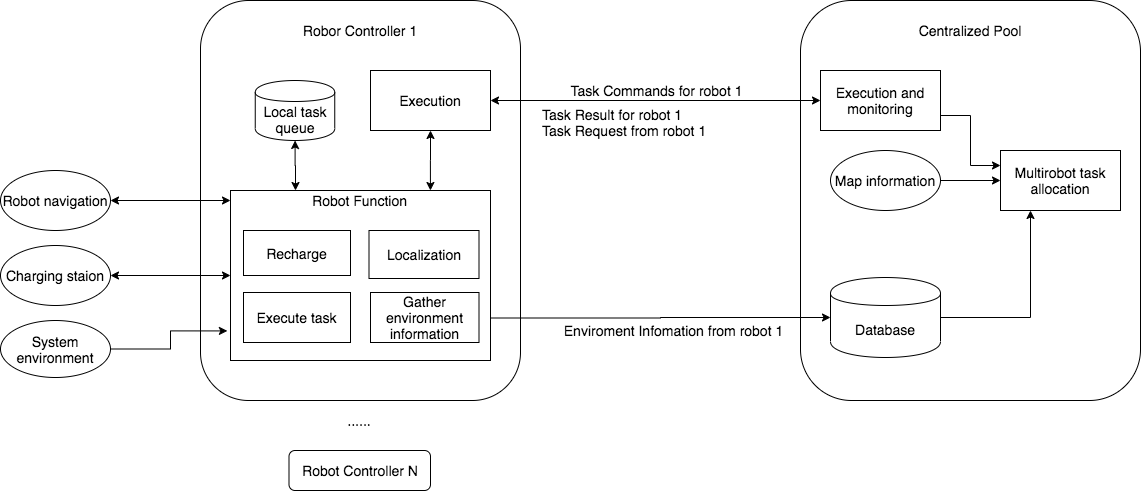 Robor Controller 1
Centralized Pool
Local task
queue
Execution
Task Commands for robot 1
Task Result for robot 1
Task Request from robot 1
Execution and
monitoring
Map information
Multirobot task
allocation
Robot navigation
Charging staion
System
environment
Robot Function
Recharge
Localization
Execute task
Gather
environment
information
Enviroment Infomation from robot 1
Database
......
Robot Controller N